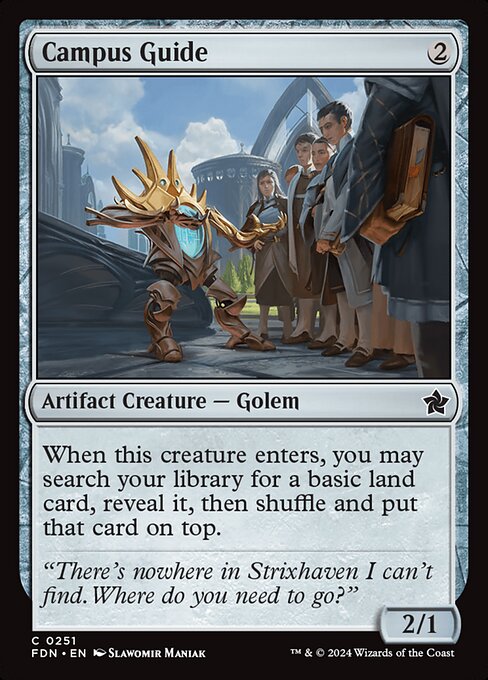 Campus Guide 2
Artifact Creature — Golem
When this creature enters, you may
search your library for a basic land
card, reveal it, then shuffle and put
that card on top.
“There’s nowhere in Strixhaven I can’t
find. Where do you need to go?”
2/1
C 0251
FDN • EN Slawomir Maniak
™ & © 2024 Wizards of the Coast